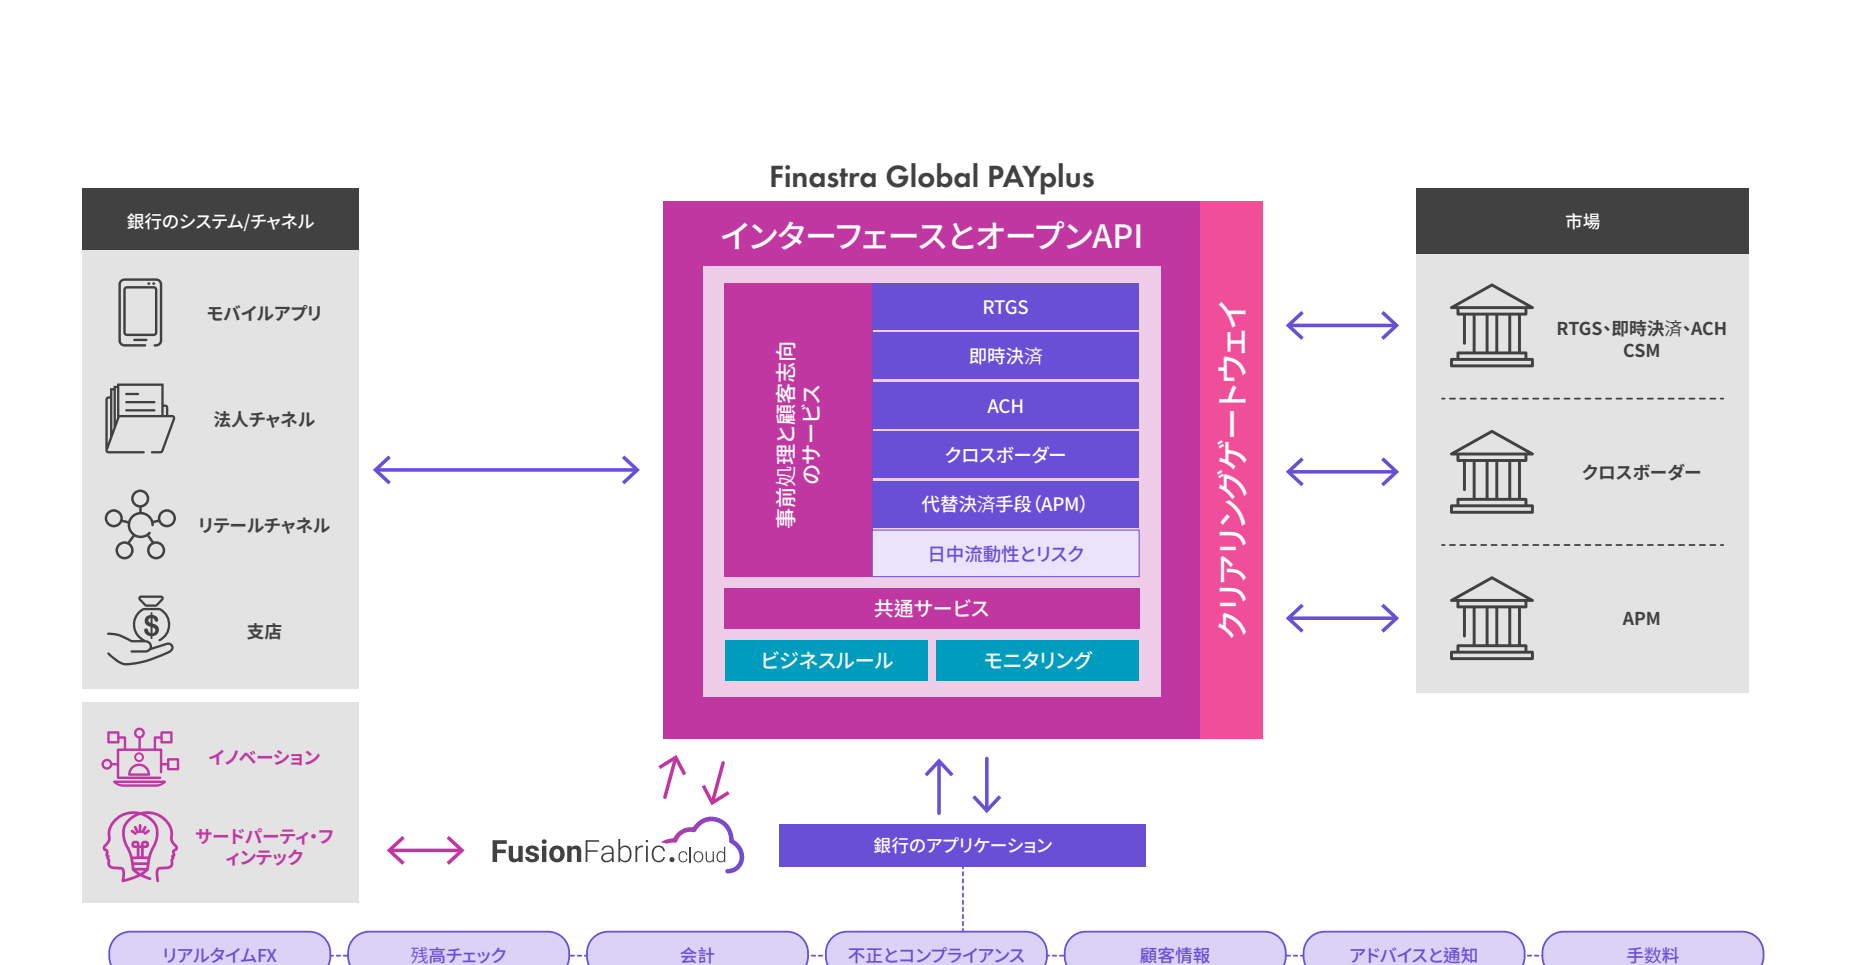 Finastra Global PAYplus
銀行のシステム/チャネル
モバイルアプリ
法人チャネル
リテールチャネル
$
支店
イノベーション
サードパーティ・フ
ィンテック
インターフェースとオープンAPI
事前処理と顧客志向
のサービス
RTGS
即時決済
ACH
クロスボーダー
代替決済手段（APM）
日中流動性とリスク
共通サービス
ビジネスルール
モニタリング
クリアリングゲートウェイ
市場
RTGS、即時決済、ACH
CSM
クロスボーダー
APM
FusionFabric.cloud
銀行のアプリケーション
リアルタイムFX
残高チェック
会計
不正とコンプライアンス
顧客情報
アドバイスと通知
手数料